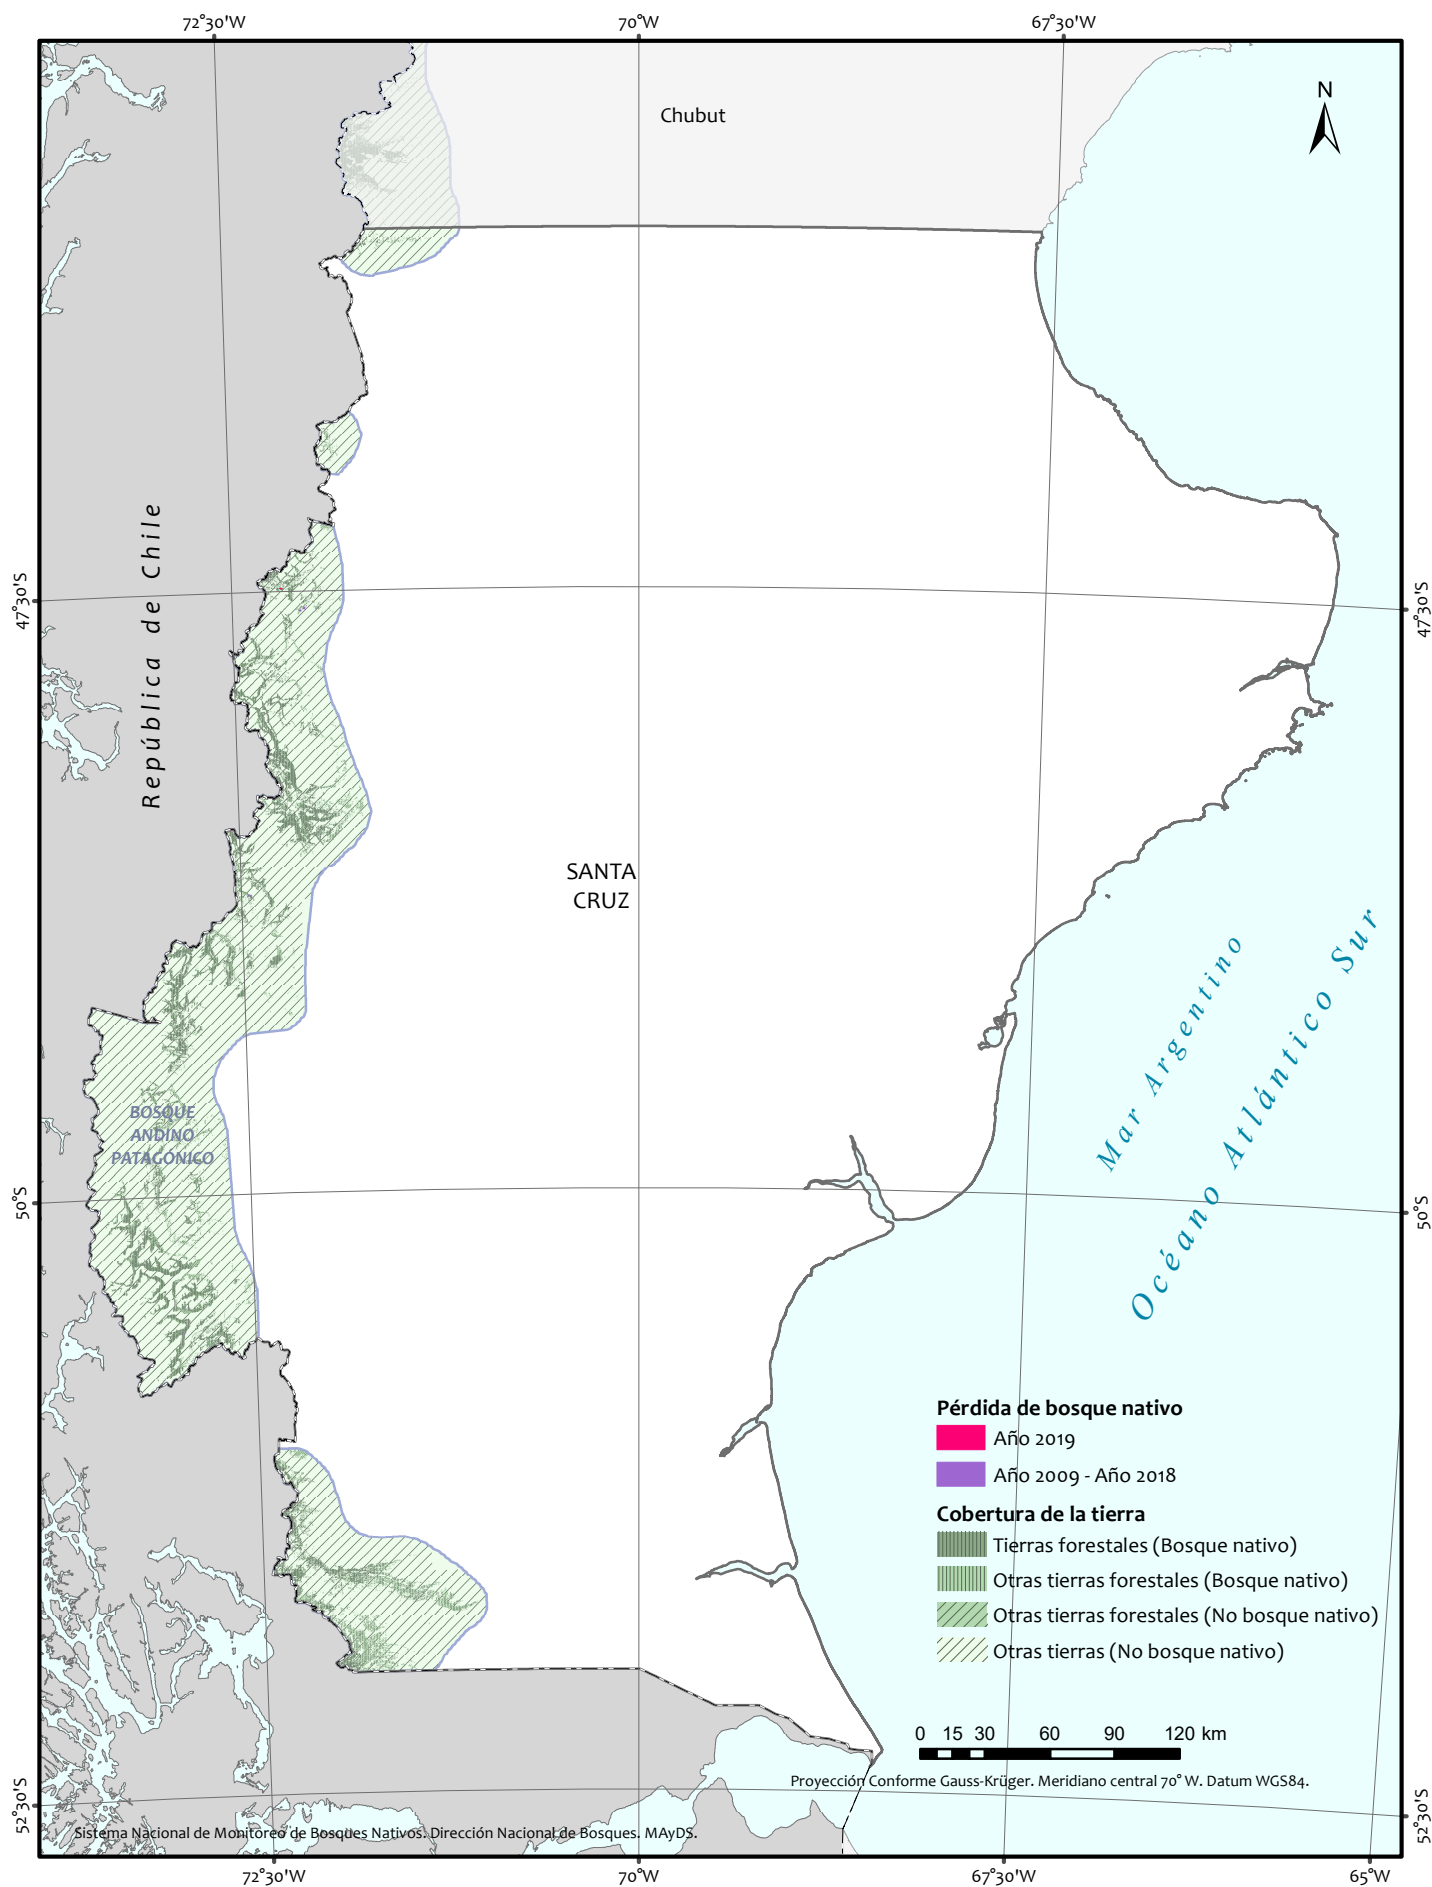 72°30'W
70°W
67°30'W
N
Chubut
República de Chile
47°30'S
47°30'S
SANTA
CRUZ
Mar Argentino
Océano Atlántico Sur
BOSQUE
ANDINO
PATAGÓNICO
50°S
50°S
Pérdida de bosque nativo
Año 2019
Año 2009 - Año 2018
Cobertura de la tierra
Tierras forestales (Bosque nativo)
Otras tierras forestales (Bosque nativo)
Otras tierras forestales (No bosque nativo)
Otras tierras (No bosque nativo)
0 15 30 60 90 120 km
Proyección Conforme Gauss-Krüger. Meridiano central 70° W. Datum WGS84.
52°30'S
52°30'S
Sistema Nacional de Monitoreo de Bosques Nativos. Dirección Nacional de Bosques. MAyDS.
72°30'W
70°W
67°30'W
65°W